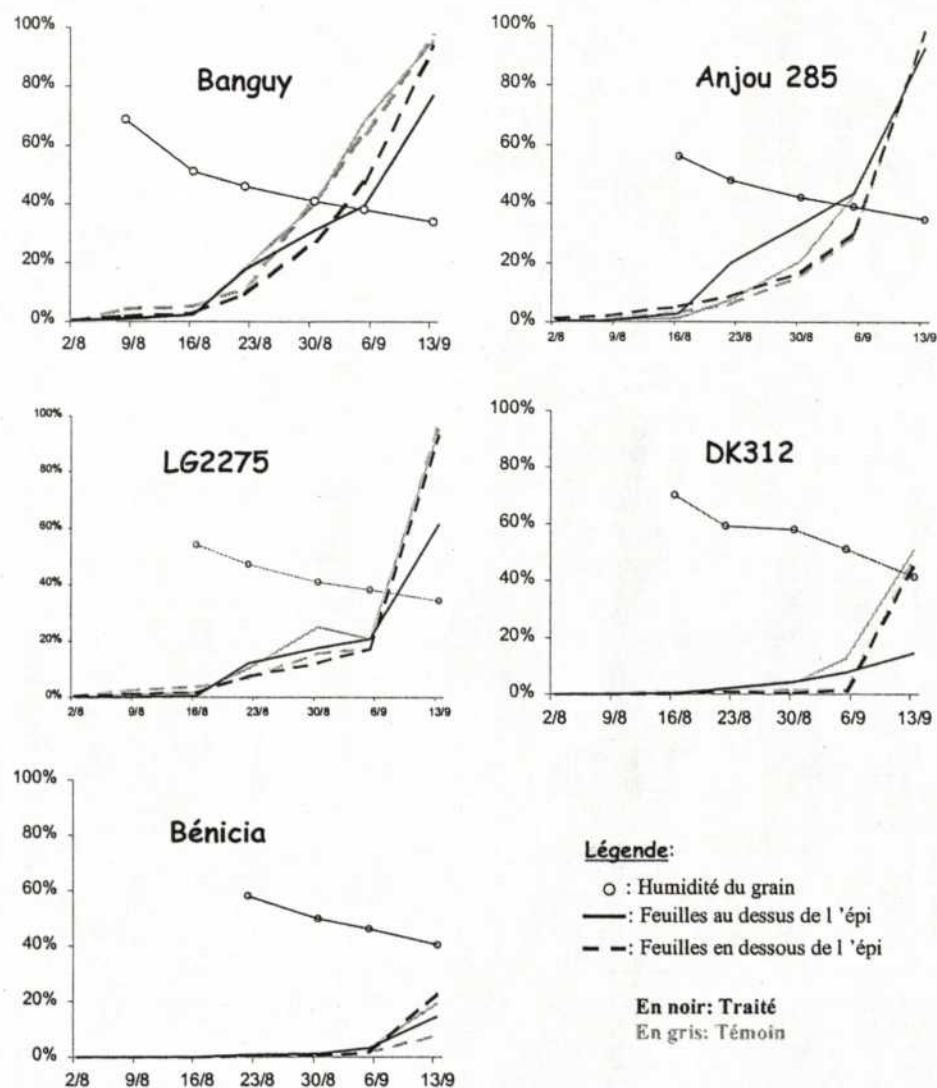 100%
80%
60%
40%
20%
0%
Banguy
2/8 9/8 16/8 23/8 30/8 6/9 13/9
100%
80%
60%
40%
20%
0%
Anjou 285
2/8 9/8 16/8 23/8 30/8 6/9 13/9
100%
80%
60%
40%
20%
0%
LG2275
2/8 9/8 16/8 23/8 30/8 6/9 13/9
100%
80%
60%
40%
20%
0%
DK312
2/8 9/8 16/8 23/8 30/8 6/9 13/9
100%
80%
60%
40%
20%
0%
Bénicia
2/8 9/8 16/8 23/8 30/8 6/9 13/9
Légende:
: Humidité du grain
: Feuilles au dessus de l ’épi
: Feuilles en dessous de l ’épi
En noir: Traité
En gris: Témoin